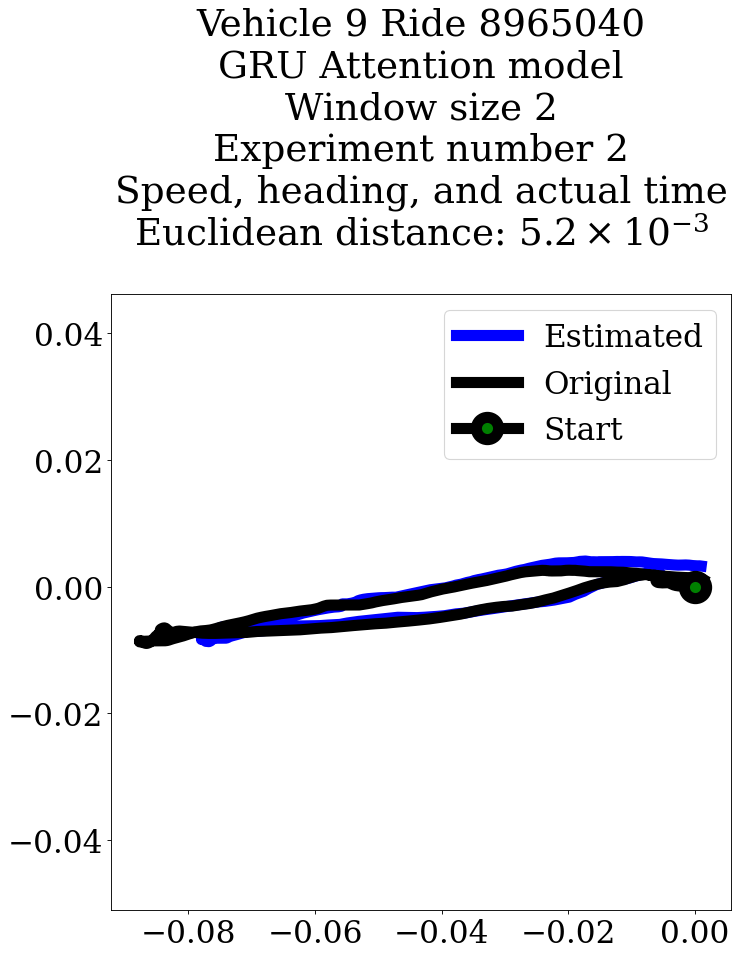 Vehicle 9 Ride 8965040
GRU Attention model
Window size 2
Experiment number 2
Speed, heading, and actual time
Euclidean distance: 5.2 × 10⁻³
0.04
0.02
0.00
−0.02
−0.04
Estimated
Original
Start
−0.08
−0.06
−0.04
−0.02
0.00